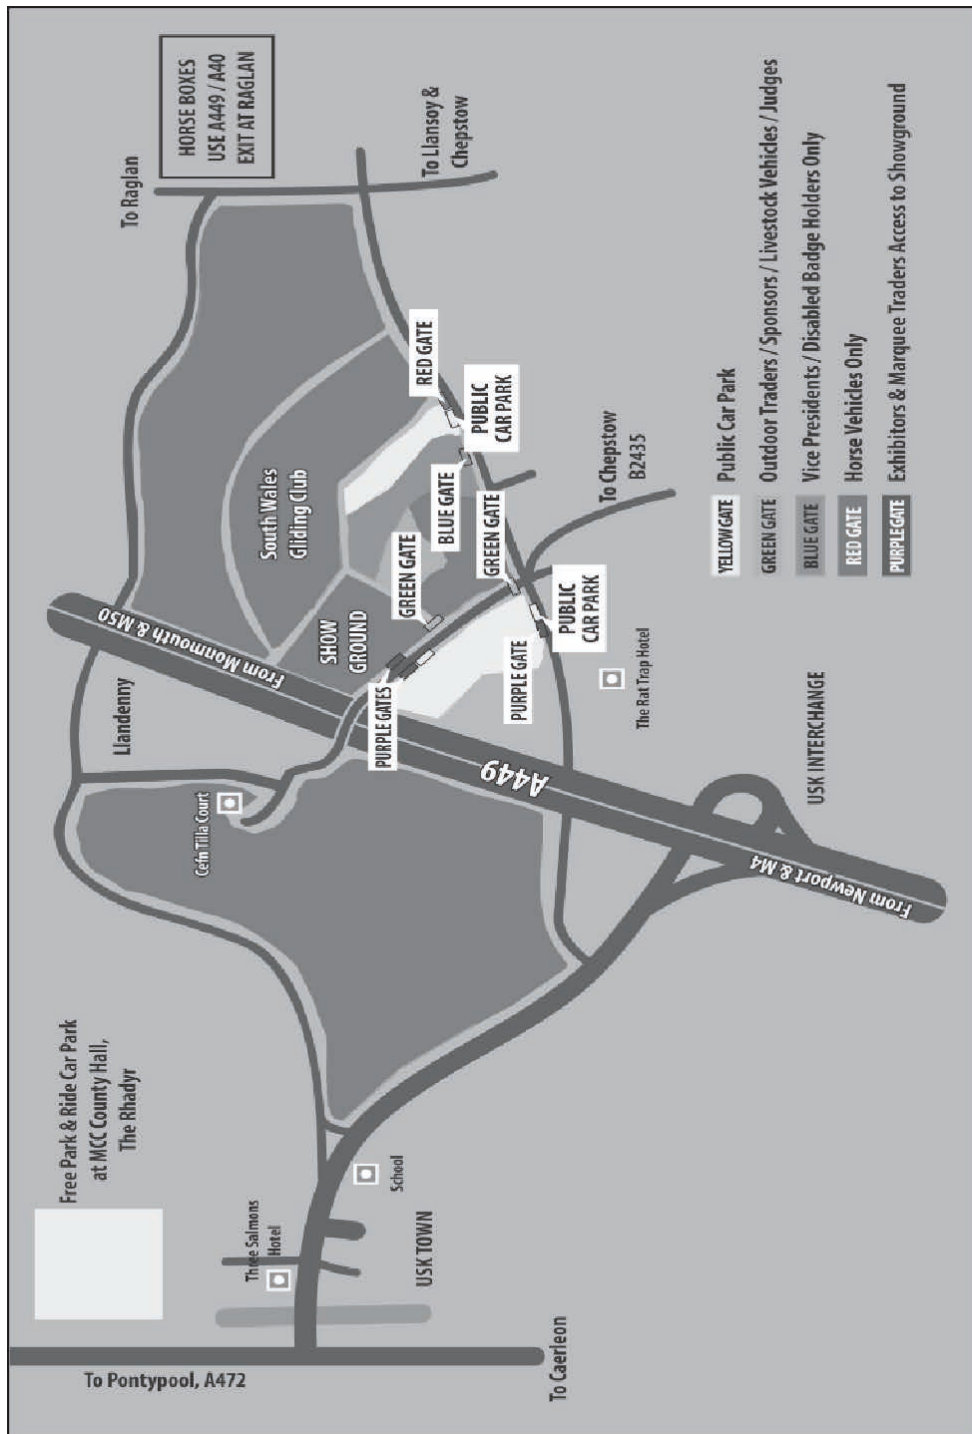 Free Park & Ride Car Park
at MCC County Hall,
The Rhadyr
To Pontypool, A472
Three Salmons
Hotel
School
USK TOWN
To Caerleon
Llandenny
Cefn Tilla Court
From Monmouth & M50
A449
From Newport & M4
USK INTERCHANGE
To Raglan
HORSE BOXES
USE A449 / A40
EXIT AT RAGLAN
South Wales
Gliding Club
SHOW
GROUND
PURPLE GATES
GREEN GATE
BLUE GATE
RED GATE
PUBLIC
CAR PARK
GREEN GATE
PURPLE GATE
PUBLIC
CAR PARK
The Rat Trap Hotel
To Llansoy &
Chepstow
To Chepstow
B2435
YELLOW GATE Public Car Park
GREEN GATE Outdoor Traders / Sponsors / Livestock Vehicles / Judges
BLUE GATE Vice Presidents / Disabled Badge Holders Only
RED GATE Horse Vehicles Only
PURPLE GATE Exhibitors & Marquee Traders Access to Showground